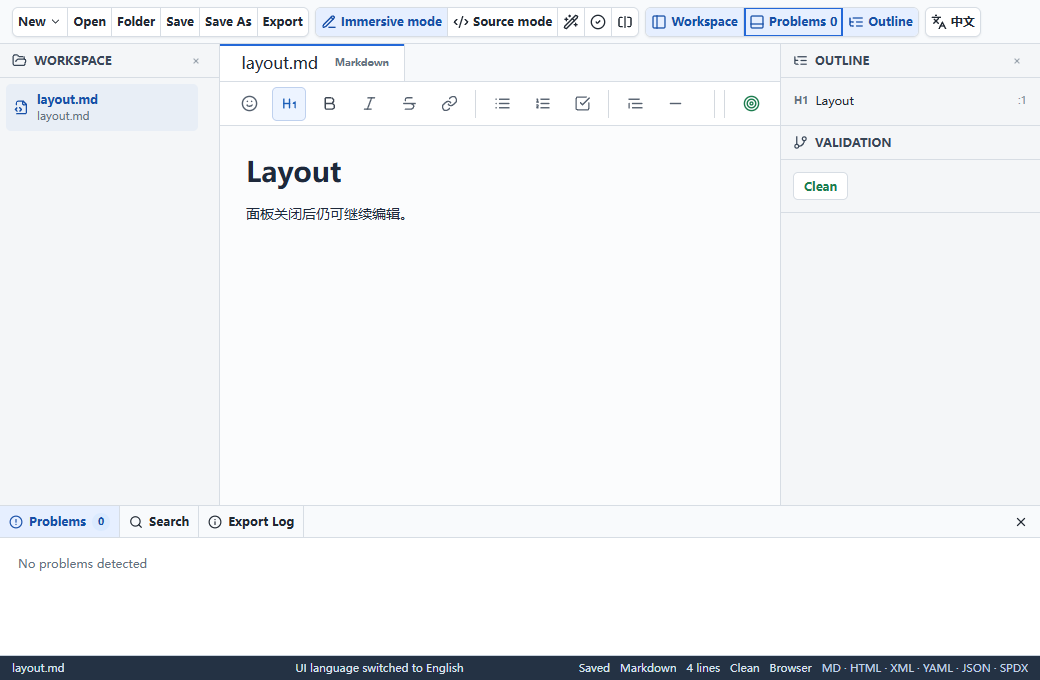 New Open Folder Save Save As Export Immersive mode Source mode Workspace Problems 0 Outline 中文
WORKSPACE ×
layout.md
layout.md
layout.md Markdown
H1 B I S
Layout
面板关闭后仍可继续编辑。
OUTLINE ×
H1 Layout :1
VALIDATION
Clean
Problems 0 Search Export Log ×
No problems detected
layout.md UI language switched to English Saved Markdown 4 lines Clean Browser MD · HTML · XML · YAML · JSON · SPDX